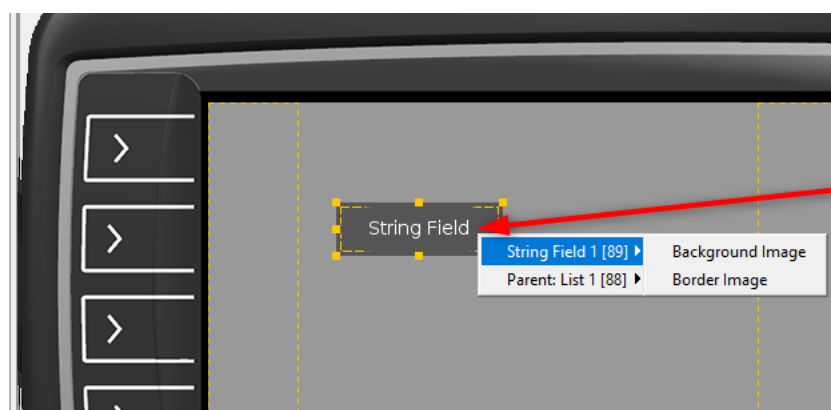 String Field
String Field 1 [89] Background Image
Parent: List 1 [88] Border Image